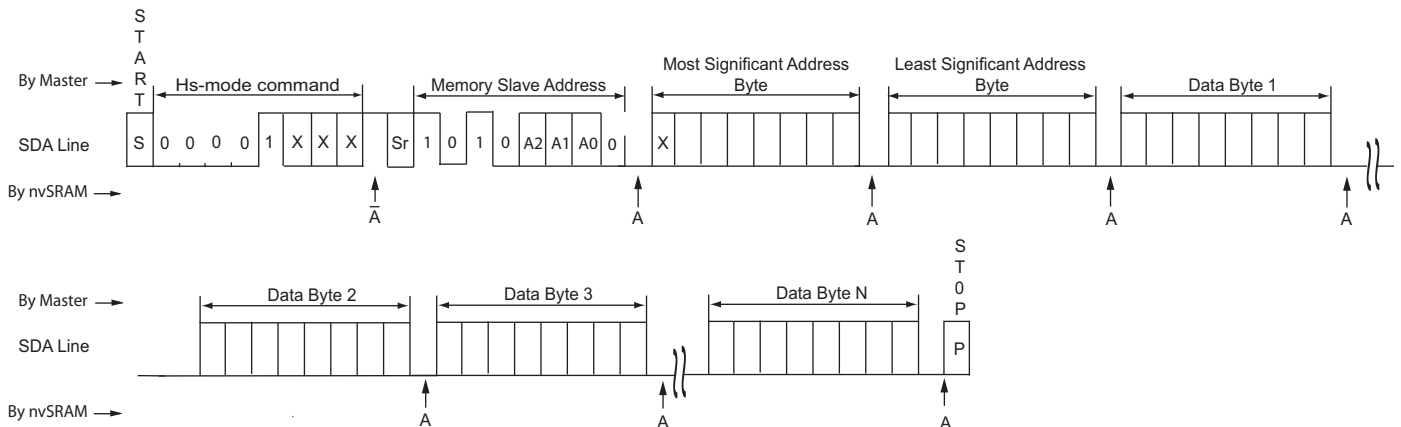 S
T
A
R
T
By Master
Hs-mode command
Memory Slave Address
Most Significant Address
Byte
Least Significant Address
Byte
Data Byte 1
SDA Line
S 0 0 0 0 1 X X X Sr 1 0 1 0 A2 A1 A0 0 X
By nvSRAM
A̅ A A A A
S
T
0
P
By Master
Data Byte 2
Data Byte 3
Data Byte N
SDA Line
P
By nvSRAM
A A A